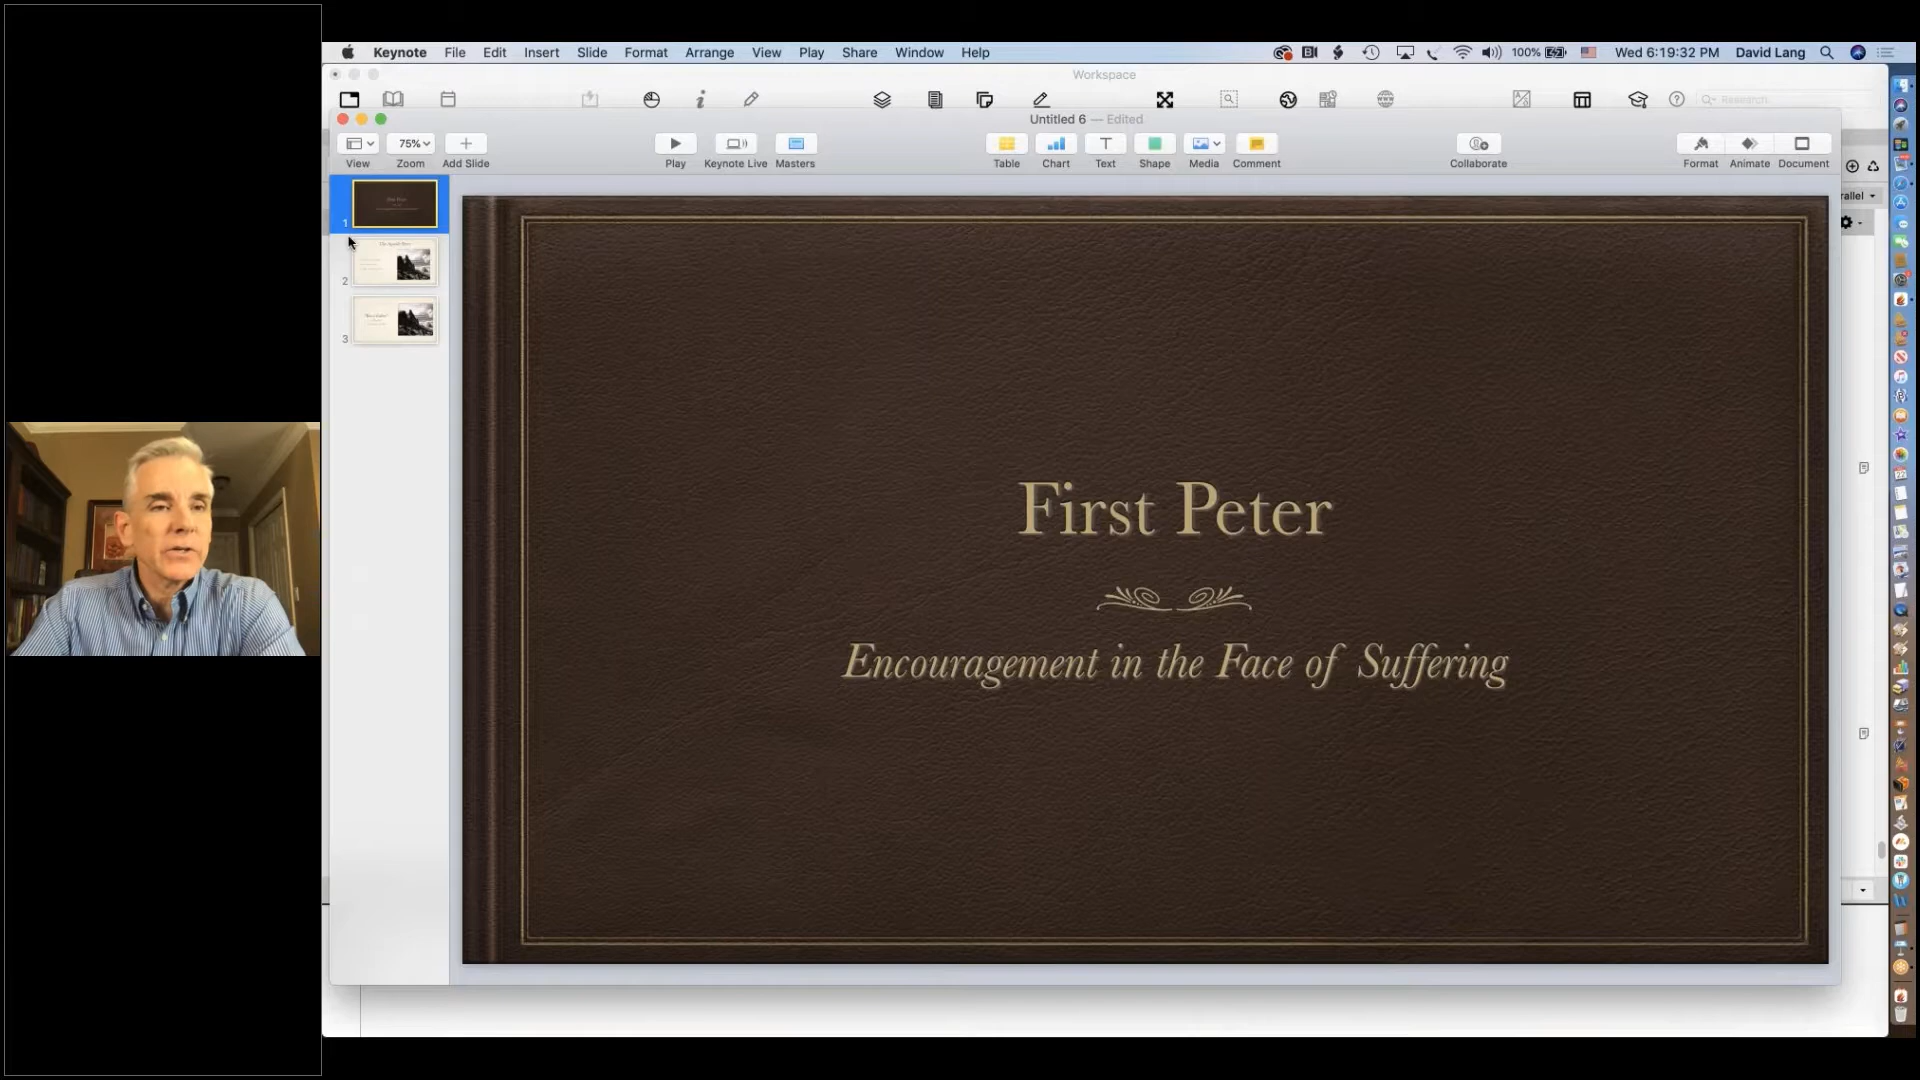 Keynote File Edit Insert Slide Format Arrange View Play Share Window Help 100% Wed 6:19:32 PM David Lang
Workspace
Research
Untitled 6 — Edited
75%
View Zoom Add Slide Play Keynote Live Masters Table Chart Text Shape Media Comment Collaborate Format Animate Document
rallel
1
2
3
First Peter
Encouragement in the Face of Suffering